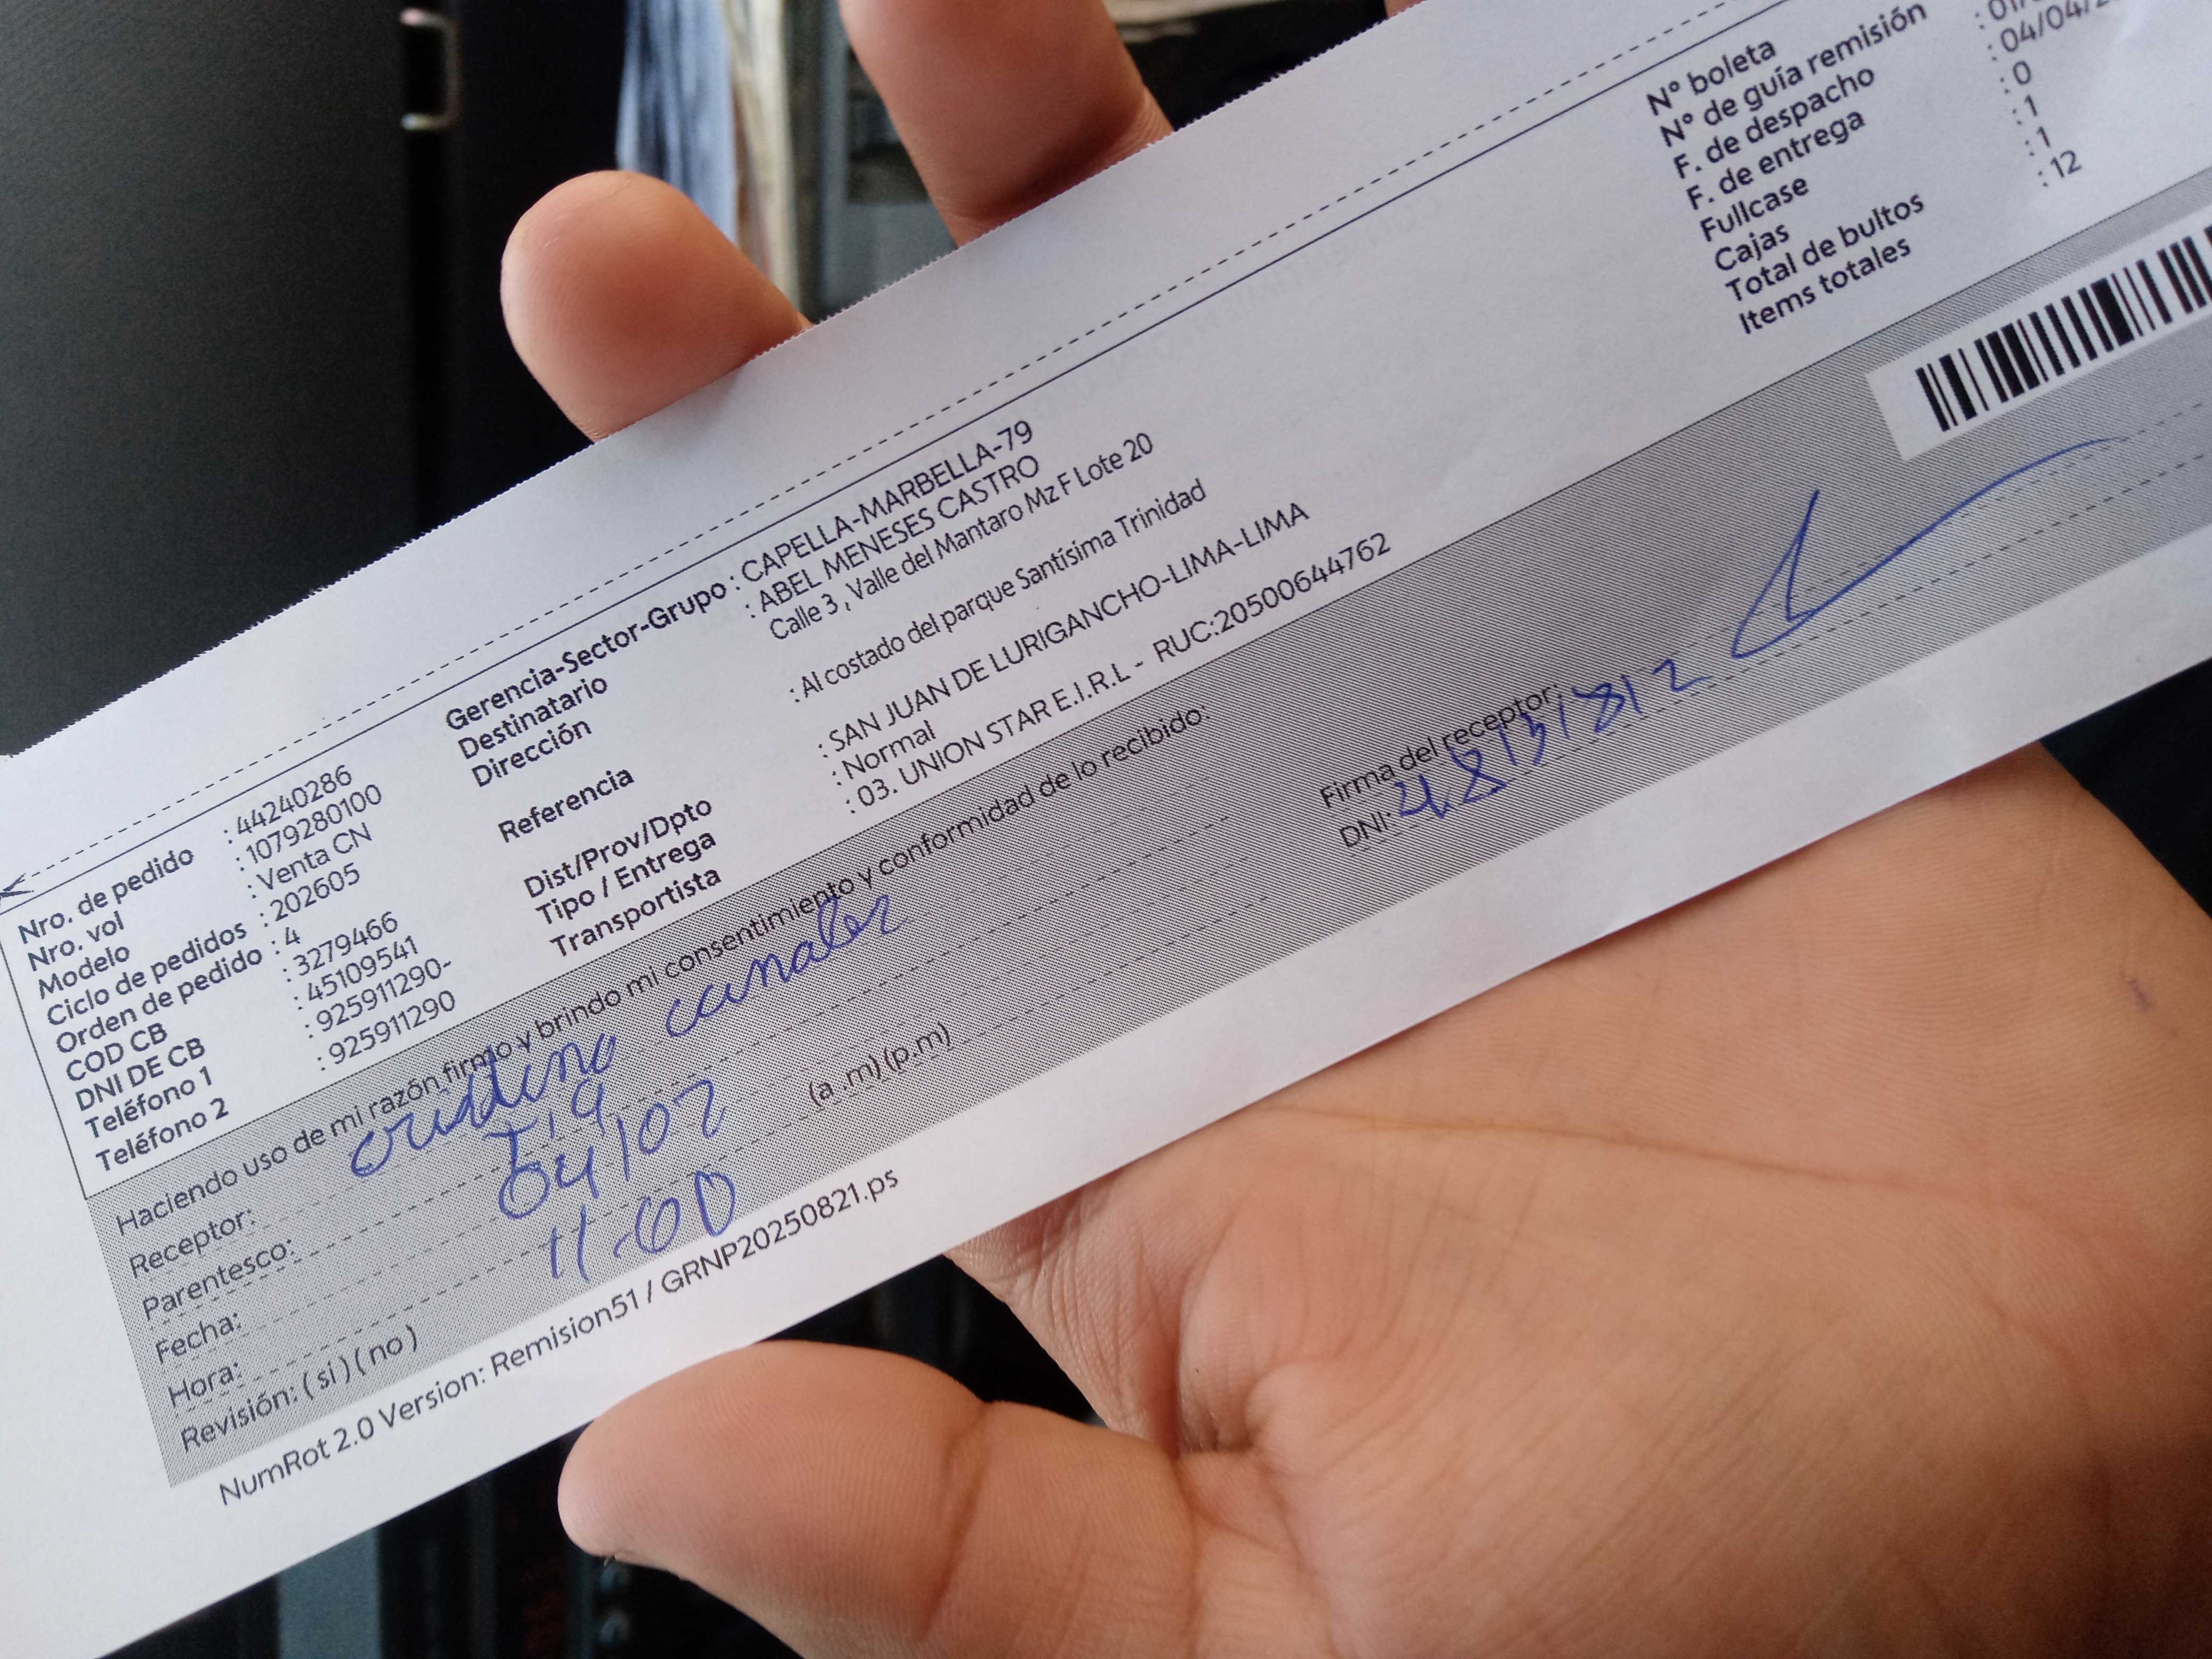 Nro. de pedido : 44240286
Nro. vol : 1079280100
Modelo : Venta CN
Ciclo de pedidos : 202605
Orden de pedido : 4
COD CB : 3279466
DNI DE CB : 45109541
Teléfono 1 : 925911290-
Teléfono 2 : 925911290
Gerencia-Sector-Grupo : CAPELLA-MARBELLA-79
Destinatario : ABEL MENESES CASTRO
Dirección Calle 3 , Valle del Mantaro Mz F Lote 20
Referencia : Al costado del parque Santísima Trinidad
Dist/Prov/Dpto : SAN JUAN DE LURIGANCHO-LIMA-LIMA
Tipo / Entrega : Normal
Transportista : 03. UNION STAR E.I.R.L - RUC:20500644762
N° boleta
N° de guía remisión
F. de despacho
F. de entrega : 04/04/
Fullcase : 0
Cajas : 1
Total de bultos : 1
Items totales : 12
Haciendo uso de mi razón,firmo y brindo mi consentimiento y conformidad de lo recibido:
Receptor: canales
Parentesco: Tia
Fecha: 04/02
Hora: 11-00 (a .m) (p.m)
Revisión: ( si ) ( no )
Firma del receptor:
DNI:
NumRot 2.0 Version: Remision51 / GRNP20250821.ps